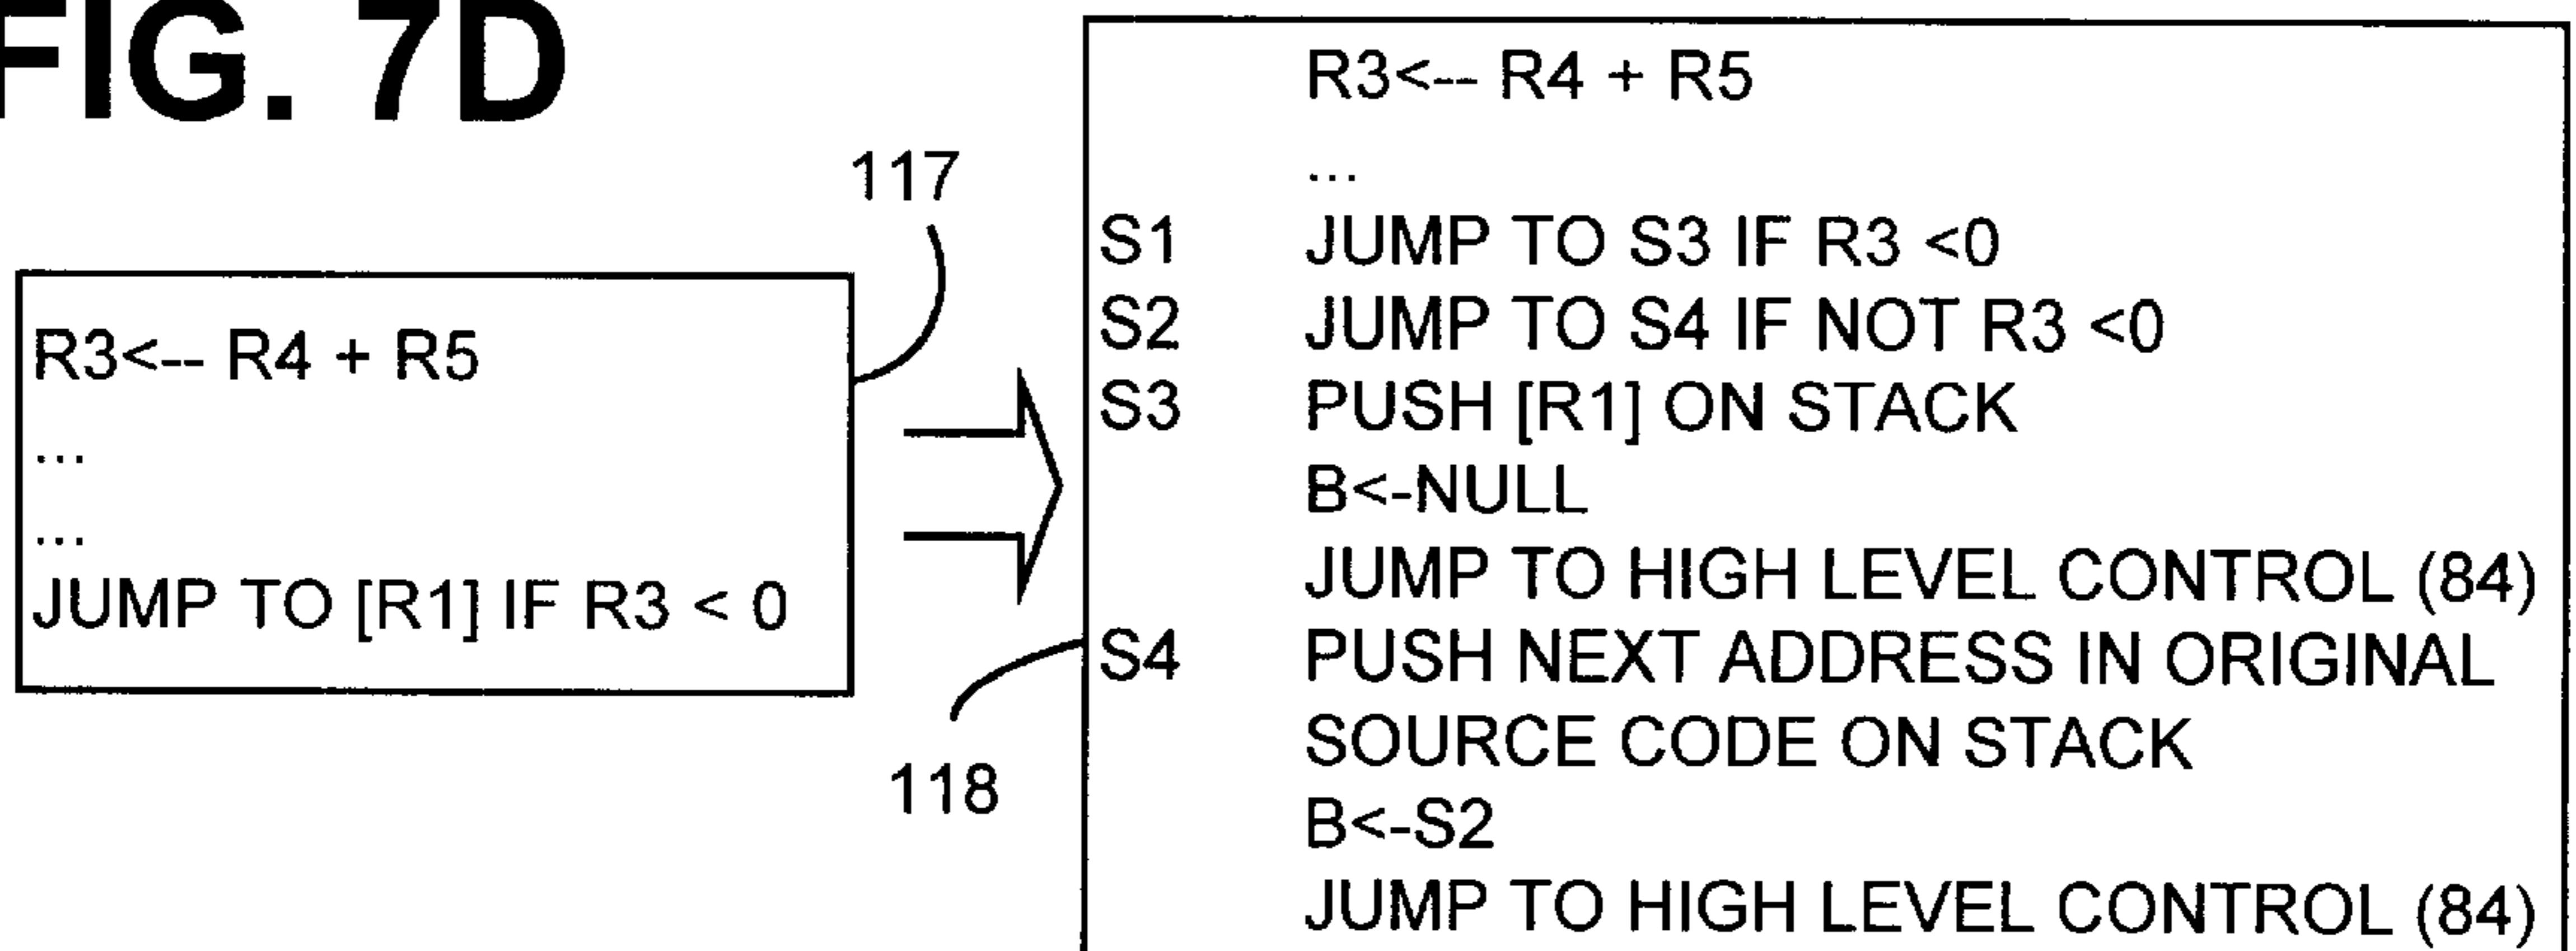 FIG. 7D
117
R3<-- R4 + R5
...
...
JUMP TO [R1] IF R3 < 0
118
R3<-- R4 + R5
...
S1 JUMP TO S3 IF R3 <0
S2 JUMP TO S4 IF NOT R3 <0
S3 PUSH [R1] ON STACK
B<-NULL
JUMP TO HIGH LEVEL CONTROL (84)
S4 PUSH NEXT ADDRESS IN ORIGINAL
SOURCE CODE ON STACK
B<-S2
JUMP TO HIGH LEVEL CONTROL (84)